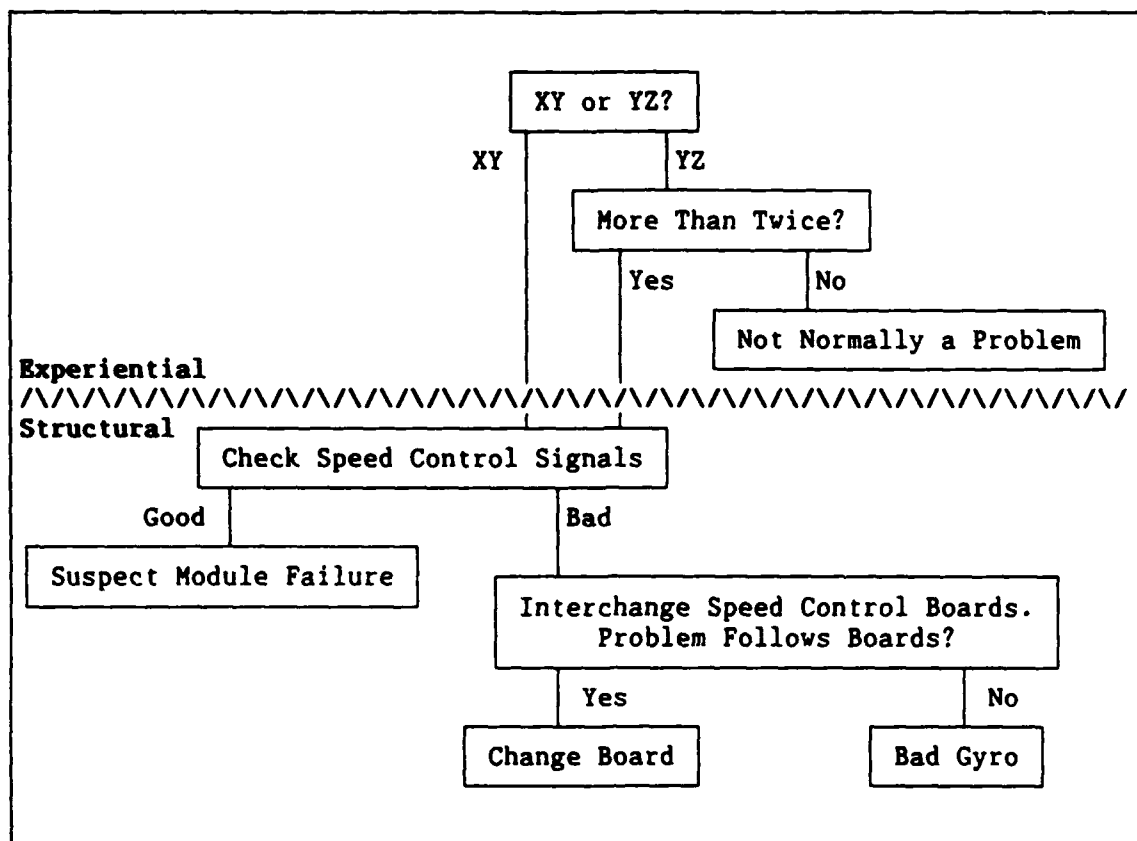 XY or YZ?
XY
YZ
More Than Twice?
Yes
No
Not Normally a Problem
Experiential
/\/\/\/\/\/\/\/\/\/\/\/\/\/\/\/\/\/\/\/\/\/\/\/\/\/\/\/\/\/\/\/\/\/\/\/
Structural
Check Speed Control Signals
Good
Bad
Suspect Module Failure
Interchange Speed Control Boards.
Problem Follows Boards?
Yes
No
Change Board
Bad Gyro